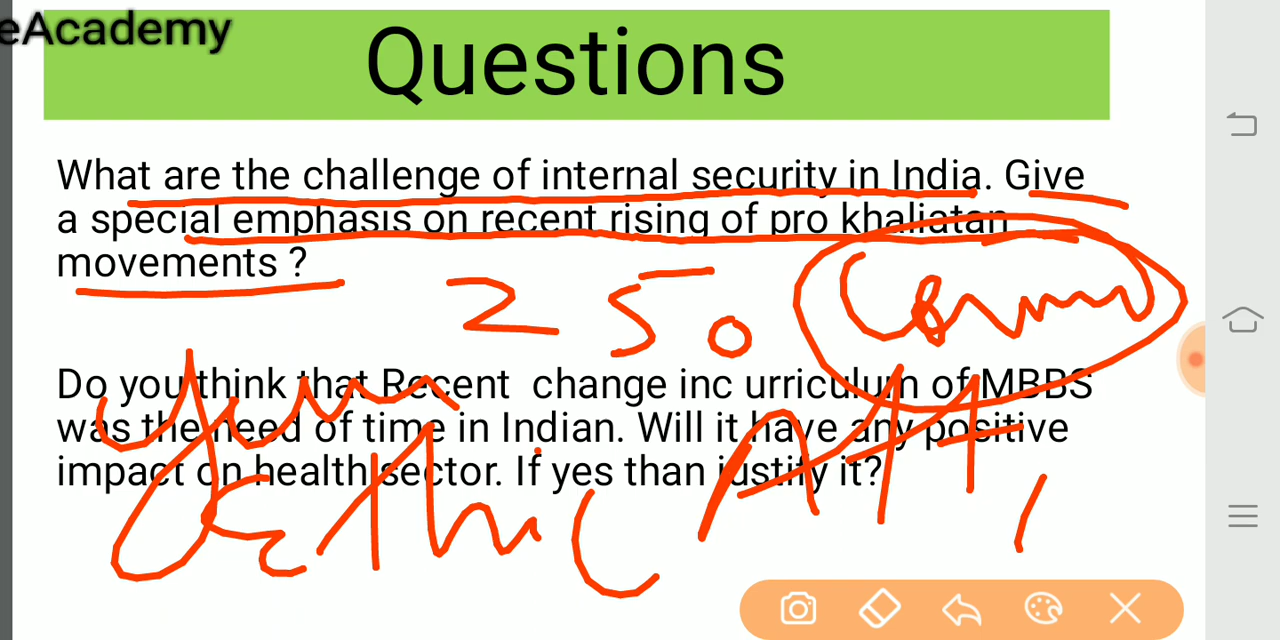 eAcademy
Questions
What are the challenge of internal security in India. Give
a special emphasis on recent rising of pro khaliatan
movements ?
250
Do you think that Recent change inc urriculum of MBBS
was the need of time in Indian. Will it have any positive
impact on health sector. If yes than justify it?